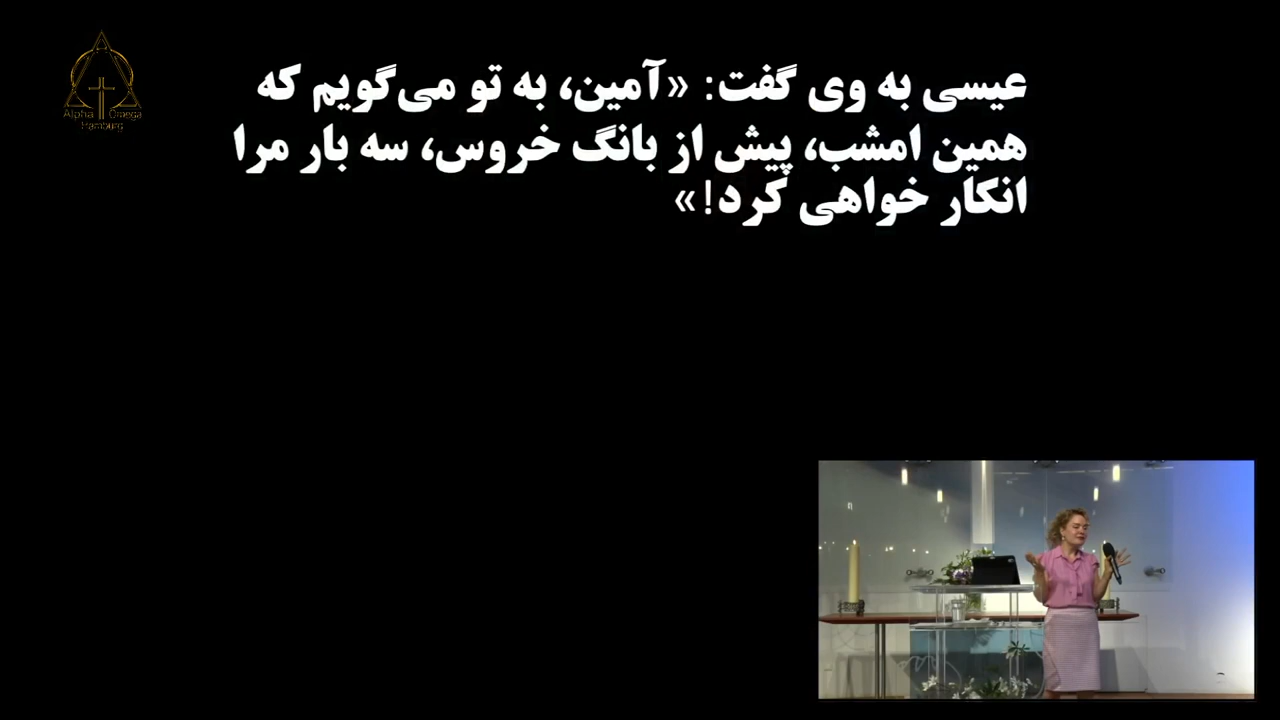 Alpha Omega
Hamburg
عیسی به وی گفت: «آمین، به تو می‌گویم که
همین امشب، پیش از بانگ خروس، سه بار مرا
انکار خواهی کرد!»